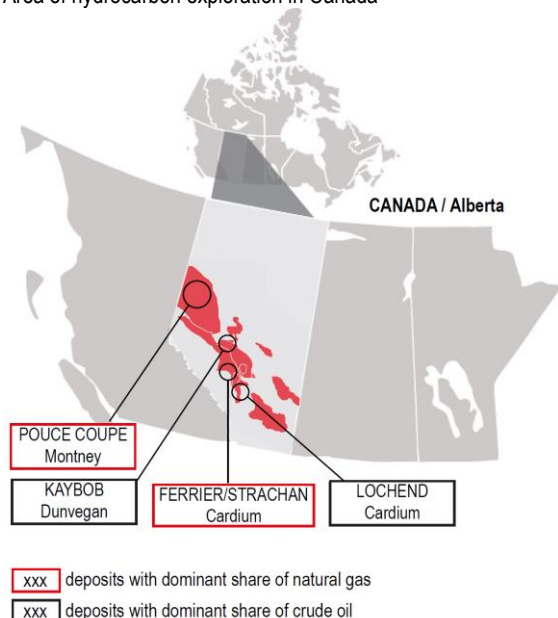 Area of hydrocarbon exploration in Canada
CANADA / Alberta
POUCE COUPE
Montney
KAYBOB
Dunvegan
FERRIER/STRACHAN
Cardium
LOCHEND
Cardium
xxx deposits with dominant share of natural gas
xxx deposits with dominant share of crude oil